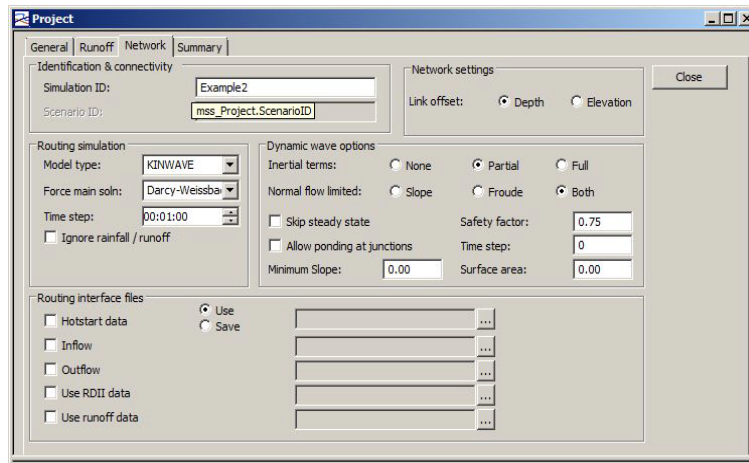 Project
General Runoff Network Summary
Identification & connectivity
Simulation ID: Example2
Scenario ID: mss_Project.ScenarioID
Network settings
Link offset: Depth Elevation
Close
Routing simulation
Model type: KINWAVE
Force main soln: Darcy-Weissba
Time step: 00:01:00
Ignore rainfall / runoff
Dynamic wave options
Inertial terms: None Partial Full
Normal flow limited: Slope Froude Both
Skip steady state Safety factor: 0.75
Allow ponding at junctions Time step: 0
Minimum Slope: 0.00 Surface area: 0.00
Routing interface files
Hotstart data Use ...
Save
Inflow ...
Outflow ...
Use RDII data ...
Use runoff data ...